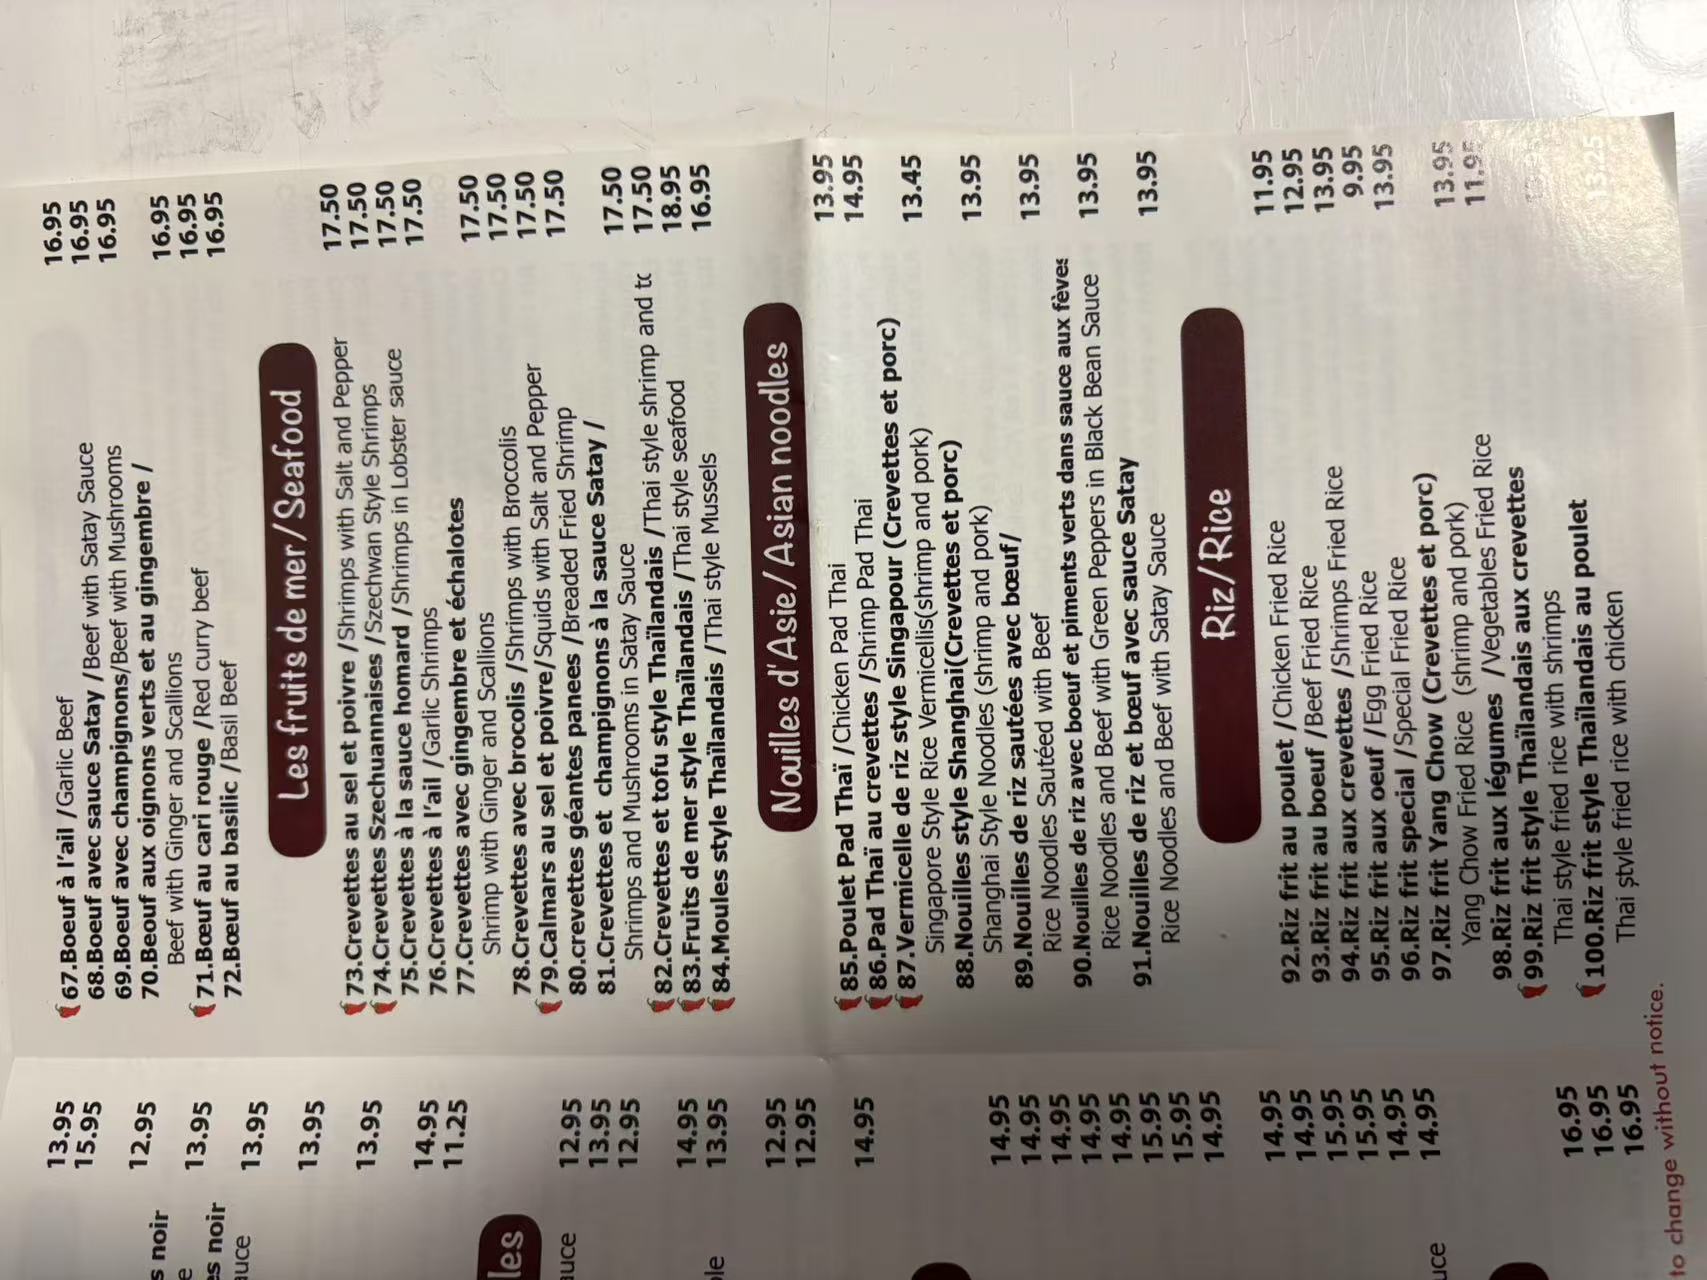 13.95
15.95
12.95
s noir
e
13.95
es noir
auce
13.95
13.95
13.95
14.95
11.25
les
auce
12.95
13.95
12.95
14.95
ole
13.95
12.95
12.95
14.95
14.95
14.95
14.95
14.95
14.95
15.95
15.95
14.95
14.95
14.95
15.95
15.95
14.95
uce
14.95
16.95
16.95
16.95
to change without notice.
67.Boeuf à l'ail /Garlic Beef 16.95
68.Boeuf avec sauce Satay /Beef with Satay Sauce 16.95
69.Boeuf avec champignons/Beef with Mushrooms 16.95
70.Beouf aux oignons verts et au gingembre /
Beef with Ginger and Scallions 16.95
71.Bœuf au cari rouge /Red curry beef 16.95
72.Bœuf au basilic /Basil Beef 16.95
Les fruits de mer/Seafood
73.Crevettes au sel et poivre /Shrimps with Salt and Pepper 17.50
74.Crevettes Szechuannaises /Szechwan Style Shrimps 17.50
75.Crevettes à la sauce homard /Shrimps in Lobster sauce 17.50
76.Crevettes à l'ail /Garlic Shrimps 17.50
77.Crevettes avec gingembre et échalotes
Shrimp with Ginger and Scallions 17.50
78.Crevettes avec brocolis /Shrimps with Broccolis 17.50
79.Calmars au sel et poivre/Squids with Salt and Pepper 17.50
80.crevettes géantes panees /Breaded Fried Shrimp 17.50
81.Crevettes et champignons à la sauce Satay /
Shrimps and Mushrooms in Satay Sauce 17.50
82.Crevettes et tofu style Thaïlandais /Thai style shrimp and to 17.50
83.Fruits de mer style Thaïlandais /Thai style seafood 18.95
84.Moules style Thaïlandais /Thai style Mussels 16.95
Nouilles d'Asie/Asian noodles
85.Poulet Pad Thaï /Chicken Pad Thai 13.95
86.Pad Thaï au crevettes /Shrimp Pad Thai 14.95
87.Vermicelle de riz style Singapour (Crevettes et porc)
Singapore Style Rice Vermicellis(shrimp and pork) 13.45
88.Nouilles style Shanghai(Crevettes et porc)
Shanghai Style Noodles (shrimp and pork) 13.95
89.Nouilles de riz sautées avec bœuf/
Rice Noodles Sautéed with Beef 13.95
90.Nouilles de riz avec boeuf et piments verts dans sauce aux fèves
Rice Noodles and Beef with Green Peppers in Black Bean Sauce 13.95
91.Nouilles de riz et bœuf avec sauce Satay
Rice Noodles and Beef with Satay Sauce 13.95
Riz/Rice
92.Riz frit au poulet /Chicken Fried Rice 11.95
93.Riz frit au boeuf /Beef Fried Rice 12.95
94.Riz frit aux crevettes /Shrimps Fried Rice 13.95
95.Riz frit aux oeuf /Egg Fried Rice 9.95
96.Riz frit special /Special Fried Rice 13.95
97.Riz frit Yang Chow (Crevettes et porc)
Yang Chow Fried Rice (shrimp and pork) 13.95
98.Riz frit aux légumes /Vegetables Fried Rice 11.95
99.Riz frit style Thaïlandais aux crevettes
Thai style fried rice with shrimps
100.Riz frit style Thaïlandais au poulet
Thai style fried rice with chicken 13.25